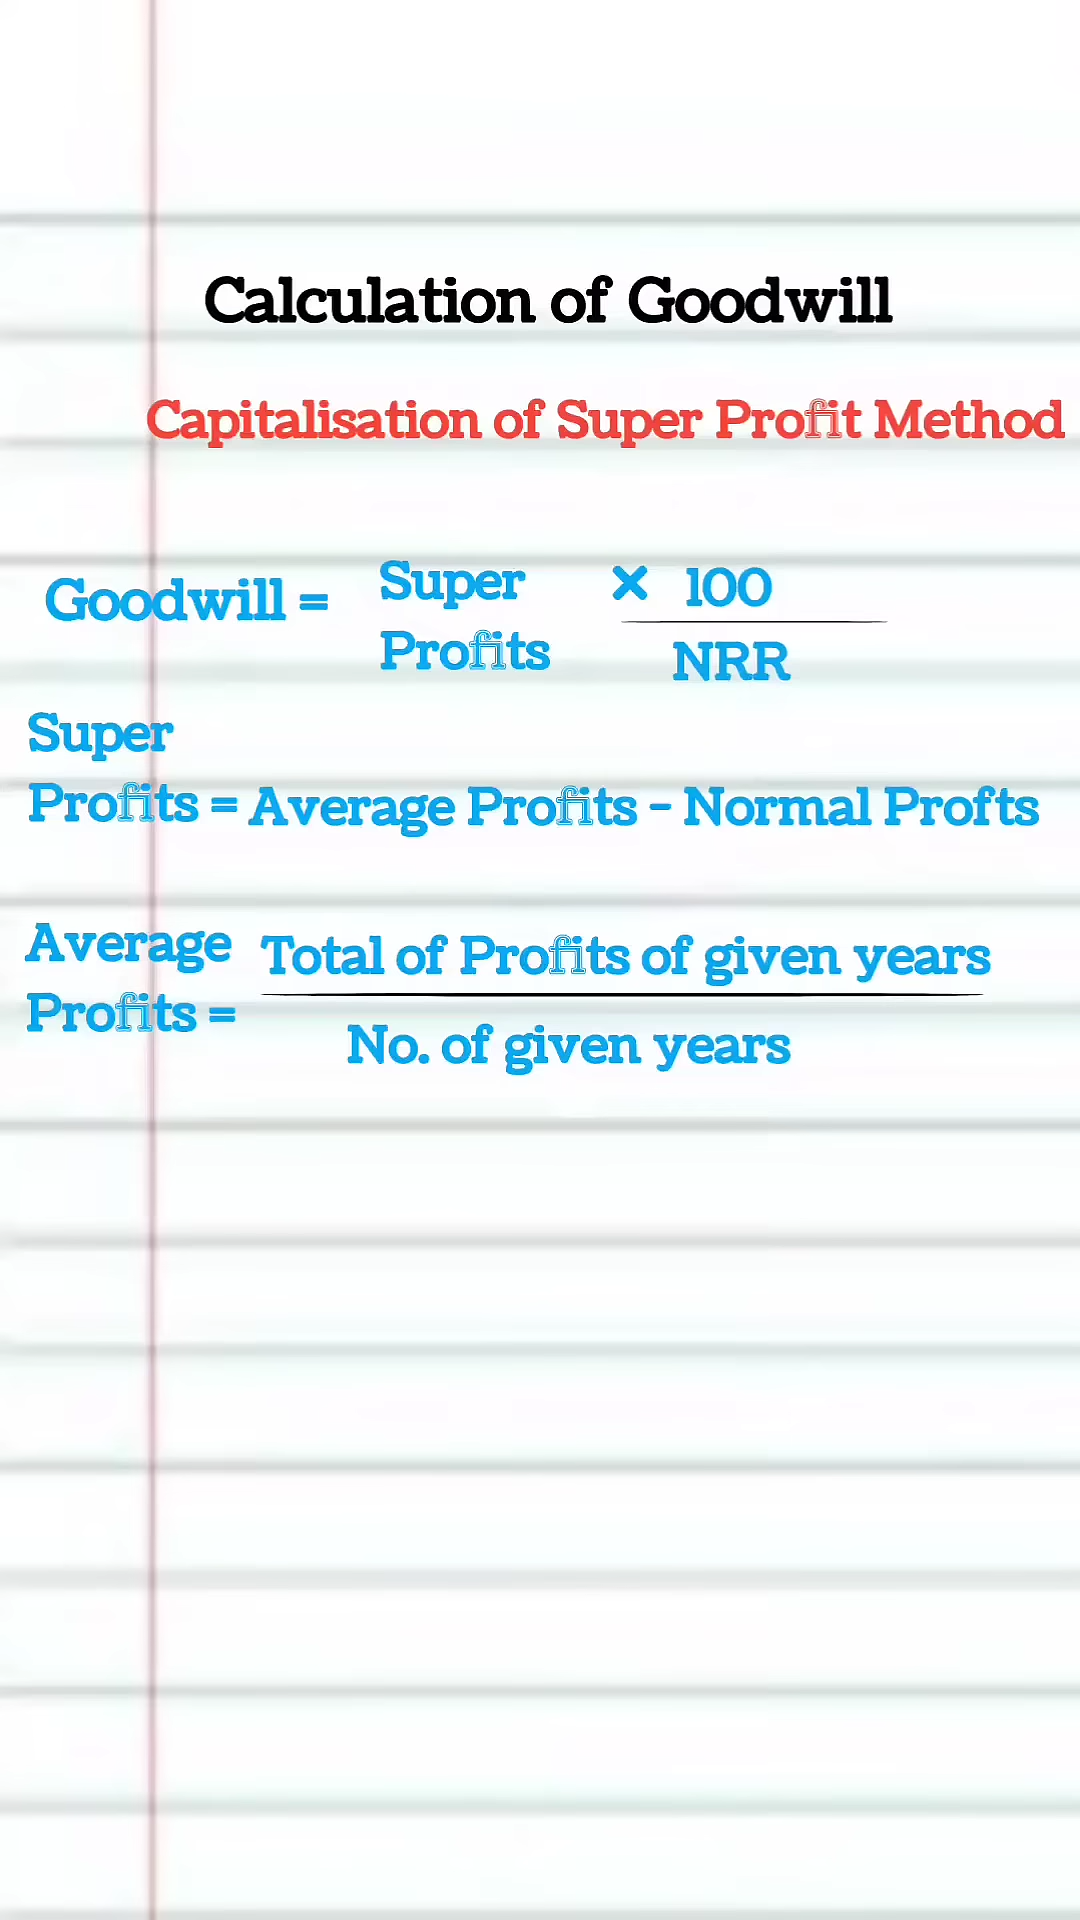 Calculation of Goodwill
Capitalisation of Super Profit Method
Goodwill = Super Profits × 100
NRR
Super
Profits = Average Profits - Normal Profts
Average Profits = Total of Profits of given years
No. of given years